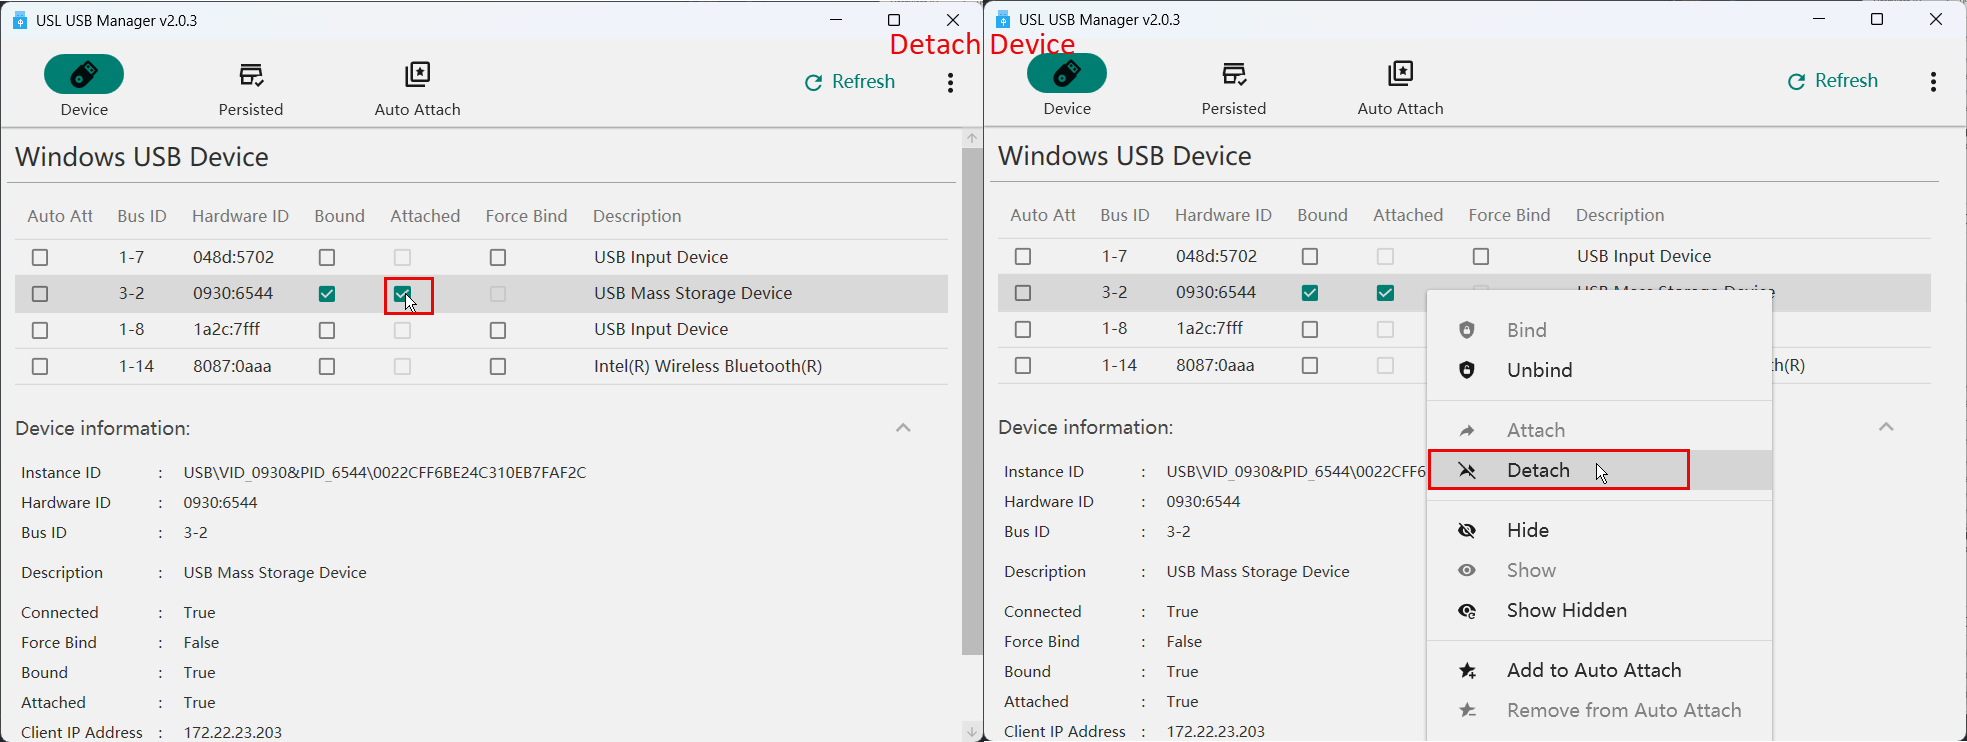 USL USB Manager v2.0.3
Detach Device
Device
Persisted
Auto Attach
Refresh
Windows USB Device
Auto Att Bus ID Hardware ID Bound Attached Force Bind Description
1-7 048d:5702 USB Input Device
3-2 0930:6544 USB Mass Storage Device
1-8 1a2c:7fff USB Input Device
1-14 8087:0aaa Intel(R) Wireless Bluetooth(R)
Device information:
Instance ID : USB\VID_0930&PID_6544\0022CFF6BE24C310EB7FAF2C
Hardware ID : 0930:6544
Bus ID : 3-2
Description : USB Mass Storage Device
Connected : True
Force Bind : False
Bound : True
Attached : True
Client IP Address : 172.22.23.203
USL USB Manager v2.0.3
Device
Persisted
Auto Attach
Refresh
Windows USB Device
Auto Att Bus ID Hardware ID Bound Attached Force Bind Description
1-7 048d:5702 USB Input Device
3-2 0930:6544 USB Mass Storage Device
1-8 1a2c:7fff
1-14 8087:0aaa th(R)
Device information:
Instance ID : USB\VID_0930&PID_6544\0022CFF6
Hardware ID : 0930:6544
Bus ID : 3-2
Description : USB Mass Storage Device
Connected : True
Force Bind : False
Bound : True
Attached : True
Client IP Address : 172.22.23.203
Bind
Unbind
Attach
Detach
Hide
Show
Show Hidden
Add to Auto Attach
Remove from Auto Attach